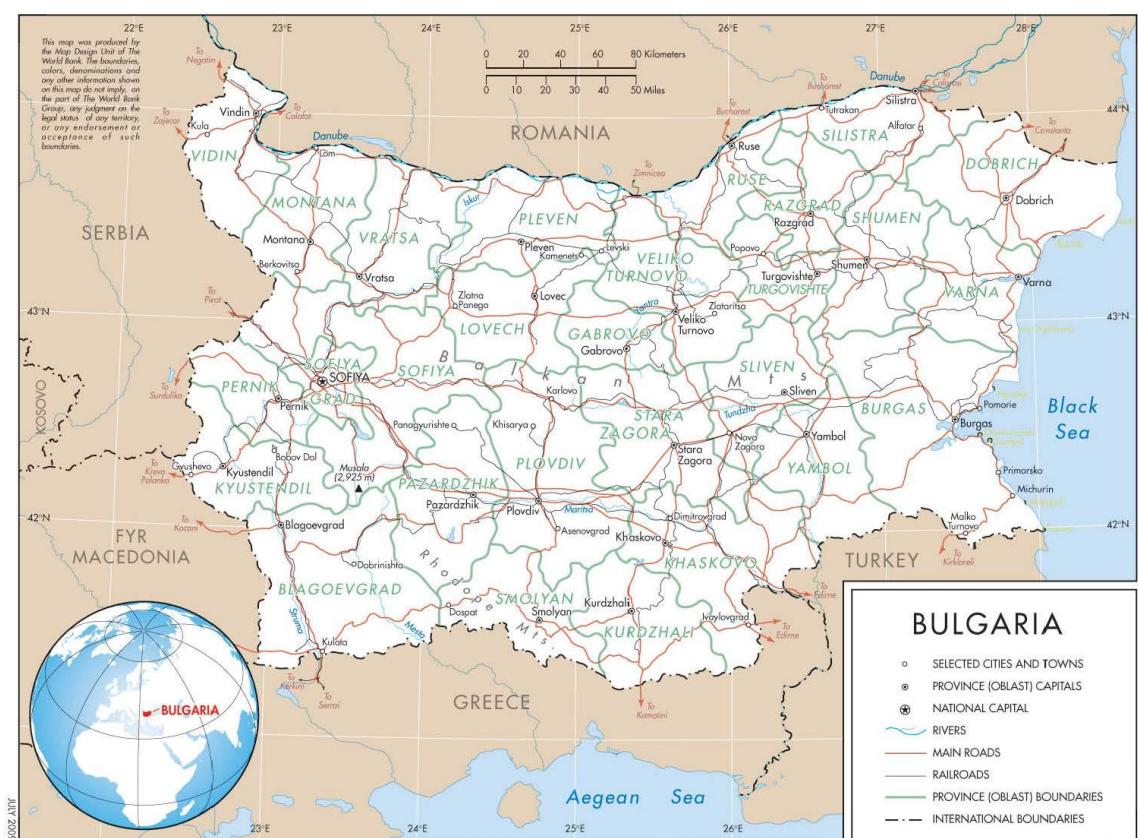 22°E
23°E
24°E
25°E
26°E
27°E
28°E
This map was produced by
the Map Design Unit of The
World Bank. The boundaries,
colors, denominations and
any other information shown
on this map do not imply, on
the part of The World Bank
Group, any judgment on the
legal status of any territory,
or any endorsement or
acceptance of such
boundaries.
0 20 40 60 80 Kilometers
0 10 20 30 40 50 Miles
To
Negotin
To
Calafat
To
Zajecar
To
Bucharest
To
Bucharest
To
Calarasi
To
Constanta
To
Zimnicea
44°N
Danube
Danube
ROMANIA
Vindin
Kula
VIDIN
Lom
Silistra
Tutrakan
Alfatar
SILISTRA
Ruse
RUSE
DOBRICH
Dobrich
MONTANA
Iskur
PLEVEN
RAZGRAD
Razgrad
SHUMEN
SERBIA
Montana
VRATSA
Pleven
Kamenets
Levski
Popovo
Shumen
Berkovitsa
Vratsa
VELIKO
TURNOVO
Turgovishte
TURGOVISHTE
VARNA
Varna
To
Pirot
Zlatna
Panega
Lovec
Jantra
Zlataritsa
43°N
43°N
LOVECH
GABROVO
Gabrovo
Veliko
Turnovo
SOFIYA
GRAD
SOFIYA
SOFIYA
Balkan Mts
SLIVEN
Sliven
KOSOVO
To
Surdulika
PERNIK
Pernik
Karlovo
STARA
ZAGORA
Tundzha
BURGAS
Pomorie
Burgas
Black
Sea
Panagyurishte
Khisarya
Stara
Zagora
Nova
Zagora
Yambol
YAMBOL
Gyushevo
Kyustendil
Bobov Dol
Musala
(2,925 m)
PLOVDIV
Primorsko
Michurin
To
Kreva
Palanka
KYUSTENDIL
PAZARDZHIK
Pazardzhik
Plovdiv
Maritsa
Dimitrovgrad
Malko
Turnovo
42°N
42°N
To
Kocani
Blagoevgrad
Asenovgrad
Khaskovo
KHASKOVO
FYR
MACEDONIA
TURKEY
To
Kirklareli
Dobrinishta
Rhodope Mts.
BLAGOEVGRAD
SMOLYAN
Smolyan
Kurdzhali
KURDZHALI
Ivaylovgrad
To
Edirne
To
Edirne
Struma
Mesta
Dospat
Kulata
To
Kerkini
To
Serrai
To
Komotini
GREECE
Aegean Sea
BULGARIA
BULGARIA
SELECTED CITIES AND TOWNS
PROVINCE (OBLAST) CAPITALS
NATIONAL CAPITAL
RIVERS
MAIN ROADS
RAILROADS
PROVINCE (OBLAST) BOUNDARIES
INTERNATIONAL BOUNDARIES
23°E
24°E
25°E
26°E